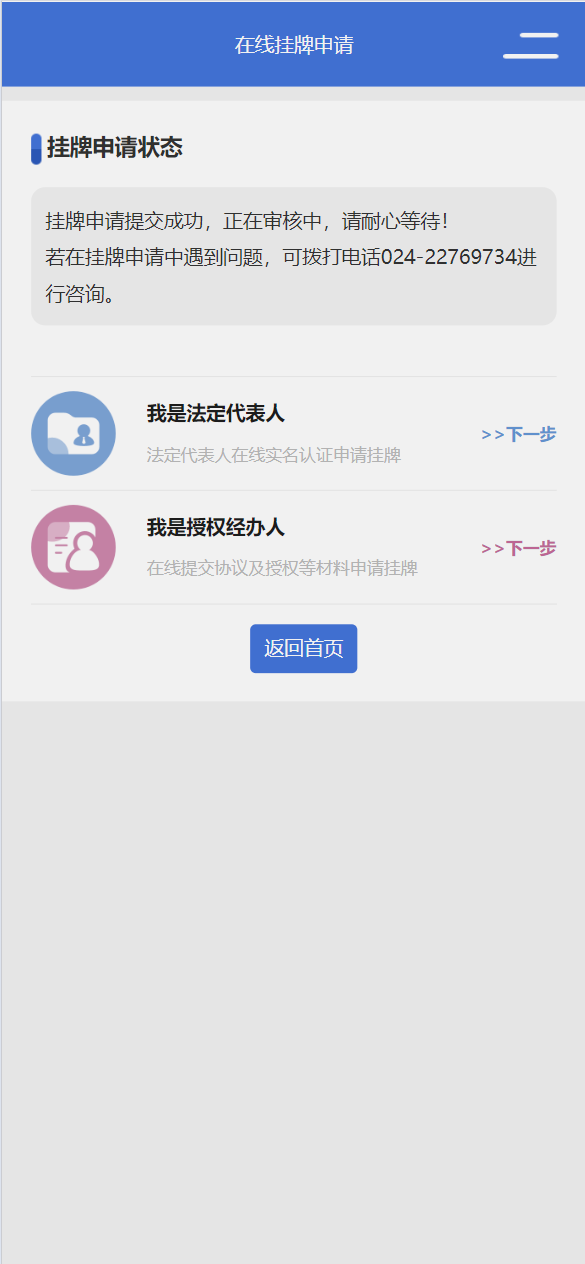 在线挂牌申请
挂牌申请状态
挂牌申请提交成功，正在审核中，请耐心等待！
若在挂牌申请中遇到问题，可拨打电话024-22769734进
行咨询。
我是法定代表人
法定代表人在线实名认证申请挂牌
>>下一步
我是授权经办人
在线提交协议及授权等材料申请挂牌
>>下一步
返回首页